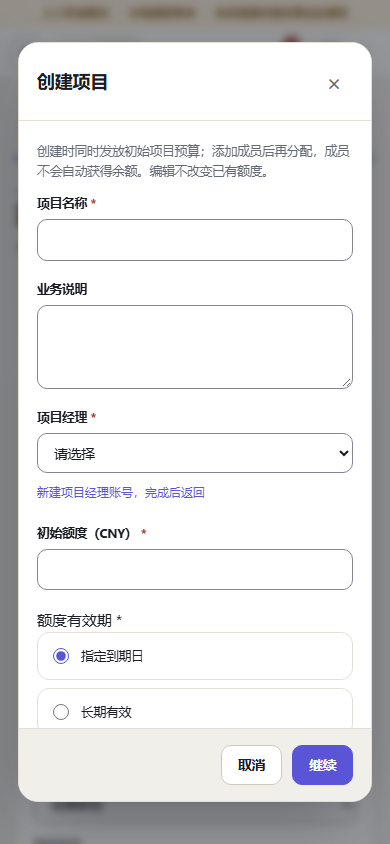 创建项目
×
创建时同时发放初始项目预算；添加成员后再分配，成员
不会自动获得余额。编辑不改变已有额度。
项目名称 *
业务说明
项目经理 *
请选择
新建项目经理账号，完成后返回
初始额度（CNY） *
额度有效期 *
指定到期日
长期有效
取消
继续